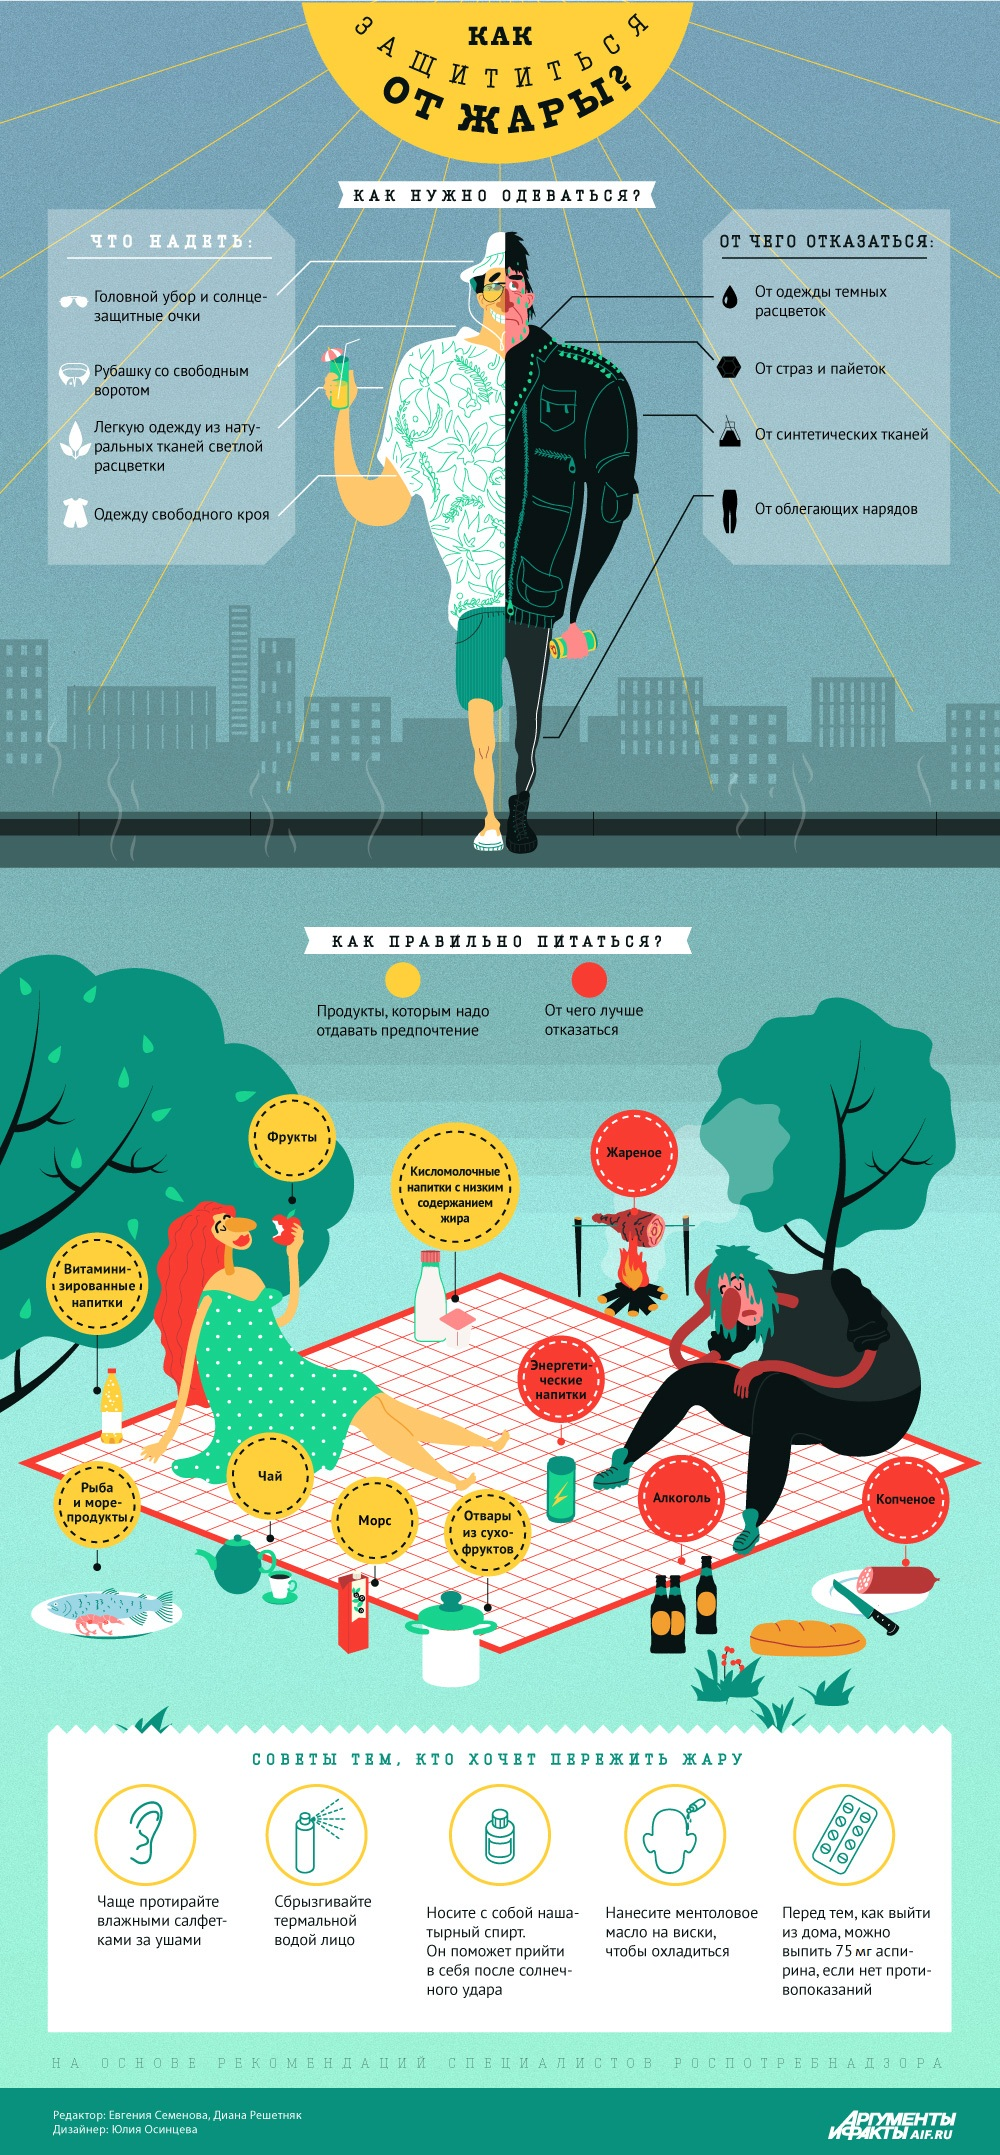 КАК
ЗАЩИТИТЬСЯ
ОТ ЖАРЫ?
КАК НУЖНО ОДЕВАТЬСЯ?
ЧТО НАДЕТЬ:
Головной убор и солнце-
защитные очки
Рубашку со свободным
воротом
Легкую одежду из нату-
ральных тканей светлой
расцветки
Одежду свободного кроя
ОТ ЧЕГО ОТКАЗАТЬСЯ:
От одежды темных
расцветок
От страз и пайеток
От синтетических тканей
От облегающих нарядов
КАК ПРАВИЛЬНО ПИТАТЬСЯ?
Продукты, которым надо
отдавать предпочтение
От чего лучше
отказаться
Фрукты
Кисломолочные
напитки с низким
содержанием
жира
Жареное
Витамини-
зированные
напитки
Энергети-
ческие
напитки
Рыба
и море-
продукты
Чай
Морс
Отвары
из сухо-
фруктов
Алкоголь
Копченое
СОВЕТЫ ТЕМ, КТО ХОЧЕТ ПЕРЕЖИТЬ ЖАРУ
Чаще протирайте
влажными салфет-
ками за ушами
Сбрызгивайте
термальной
водой лицо
Носите с собой наша-
тырный спирт.
Он поможет прийти
в себя после солнеч-
ного удара
Нанесите ментоловое
масло на виски,
чтобы охладиться
Перед тем, как выйти
из дома, можно
выпить 75 мг аспи-
рина, если нет проти-
вопоказаний
НА ОСНОВЕ РЕКОМЕНДАЦИЙ СПЕЦИАЛИСТОВ РОСПОТРЕБНАДЗОРА
Редактор: Евгения Семенова, Диана Решетняк
Дизайнер: Юлия Осинцева
АРГУМЕНТЫ
И ФАКТЫ AIF.RU